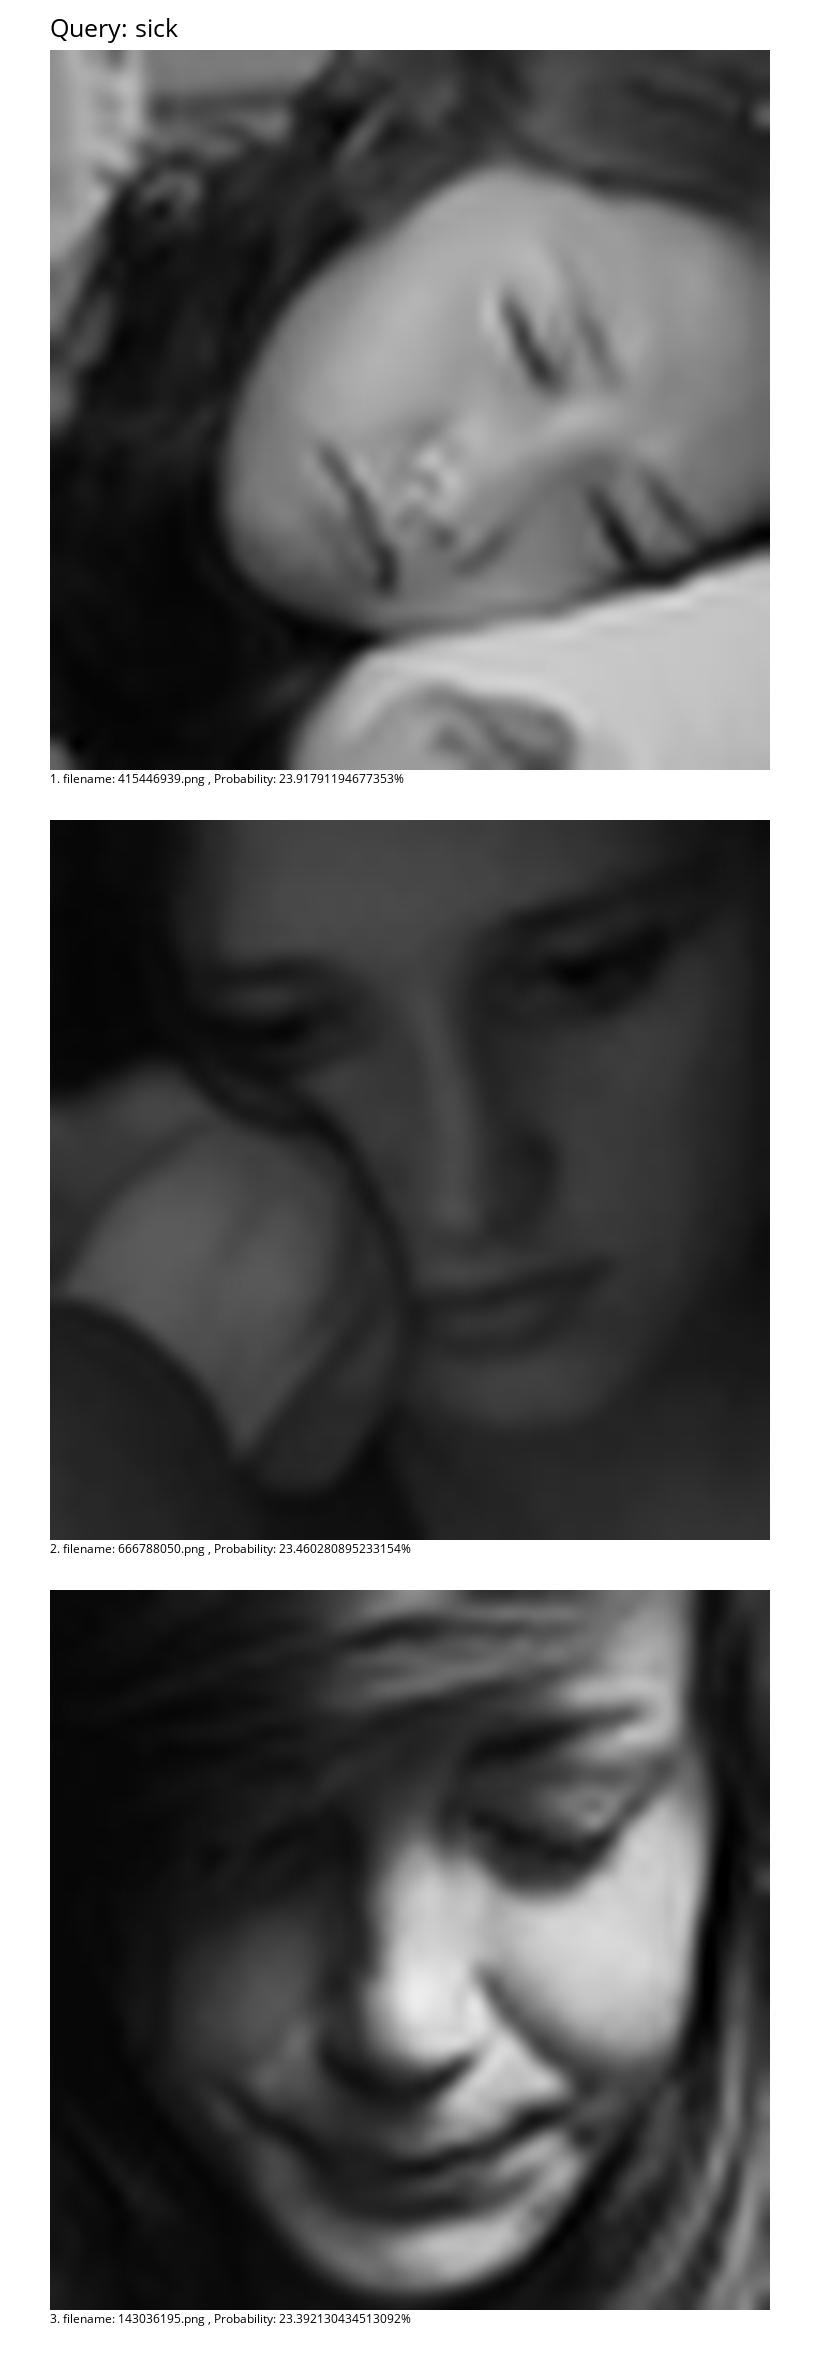 Query: sick
1. filename: 415446939.png , Probability: 23.91791194677353%
2. filename: 666788050.png , Probability: 23.460280895233154%
3. filename: 143036195.png , Probability: 23.392130434513092%